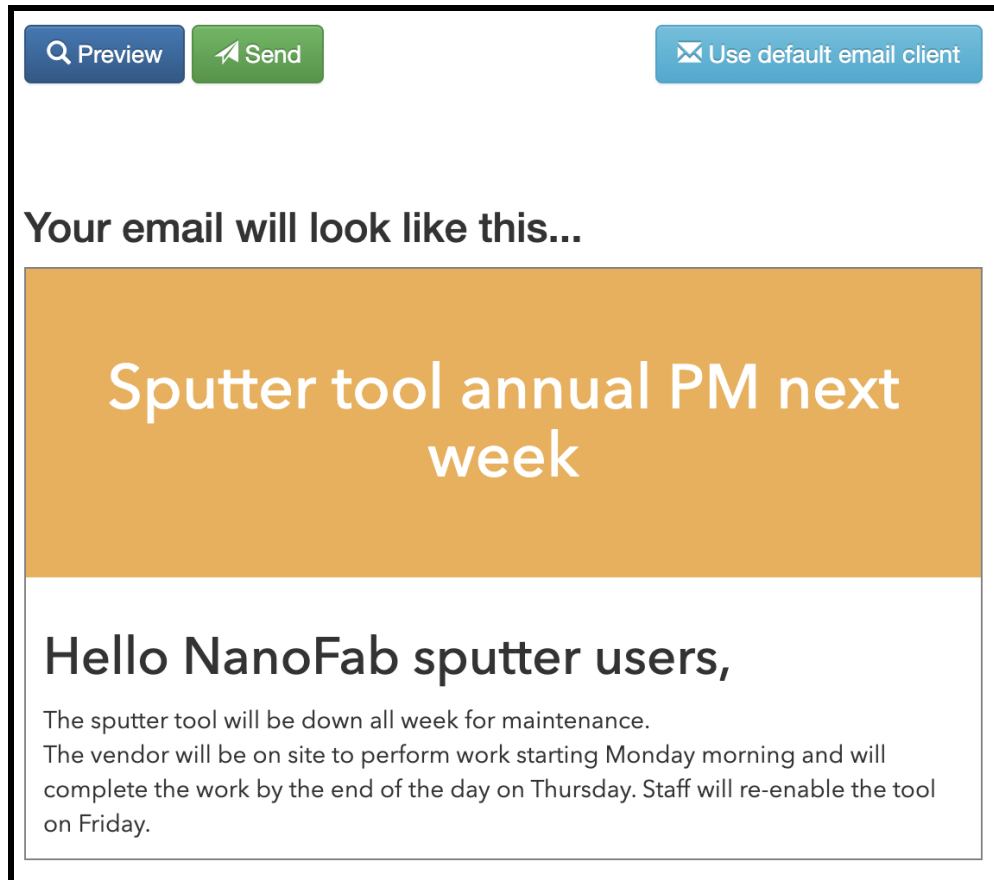 Preview Send Use default email client
Your email will look like this...
Sputter tool annual PM next
week
Hello NanoFab sputter users,
The sputter tool will be down all week for maintenance.
The vendor will be on site to perform work starting Monday morning and will
complete the work by the end of the day on Thursday. Staff will re-enable the tool
on Friday.